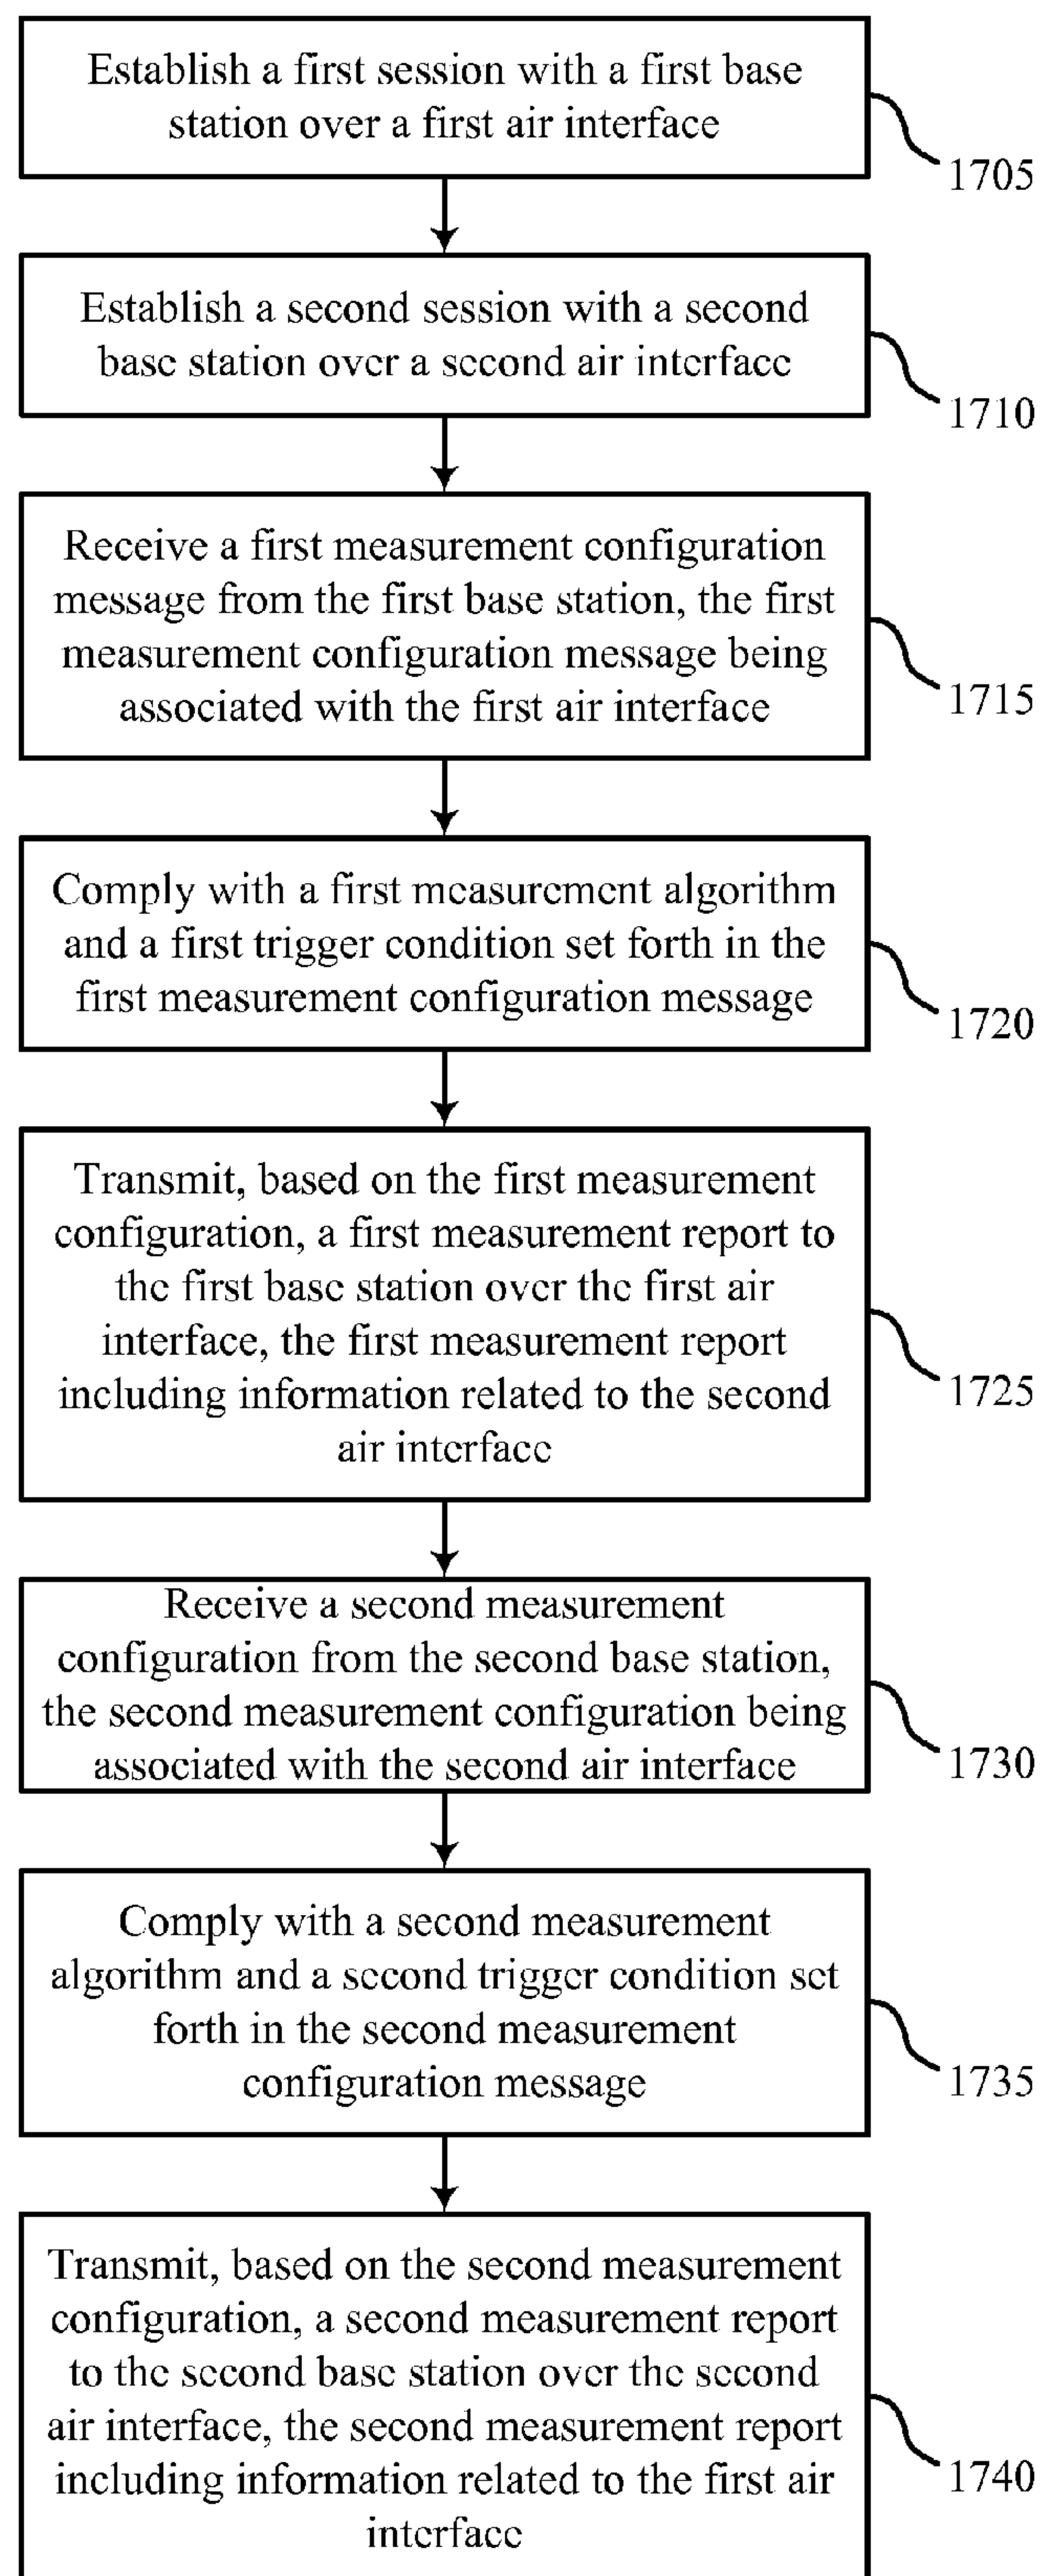 Establish a first session with a first base
station over a first air interface
1705
Establish a second session with a second
base station over a second air interface
1710
Receive a first measurement configuration
message from the first base station, the first
measurement configuration message being
associated with the first air interface
1715
Comply with a first measurement algorithm
and a first trigger condition set forth in the
first measurement configuration message
1720
Transmit, based on the first measurement
configuration, a first measurement report to
the first base station over the first air
interface, the first measurement report
including information related to the second
air interface
1725
Receive a second measurement
configuration from the second base station,
the second measurement configuration being
associated with the second air interface
1730
Comply with a second measurement
algorithm and a second trigger condition set
forth in the second measurement
configuration message
1735
Transmit, based on the second measurement
configuration, a second measurement report
to the second base station over the second
air interface, the second measurement report
including information related to the first air
interface
1740